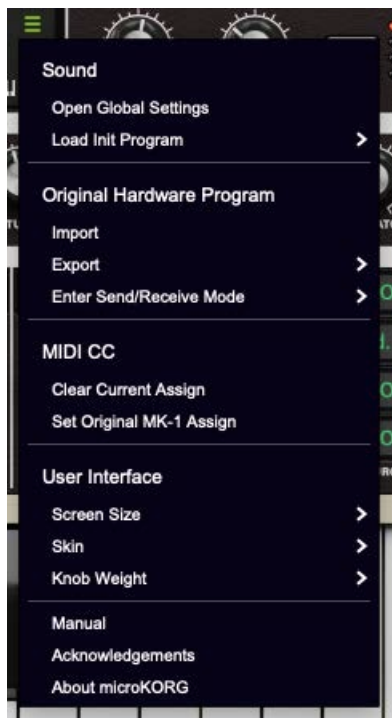 Sound
Open Global Settings
Load Init Program
Original Hardware Program
Import
Export
Enter Send/Receive Mode
MIDI CC
Clear Current Assign
Set Original MK-1 Assign
User Interface
Screen Size
Skin
Knob Weight
Manual
Acknowledgements
About microKORG